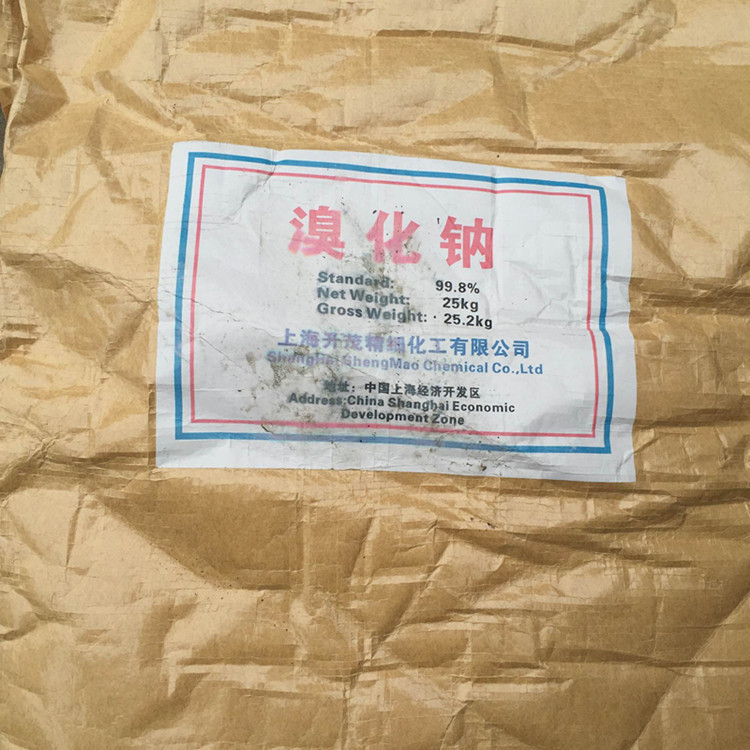 溴化钠
Standard: 99.8%
Net Weight: 25kg
Gross Weight: 25.2kg
上海开茂精细化工有限公司
ShangHai ShengMao Chemical Co.,Ltd
地址：中国上海经济开发区
Address:China Shanghai Economic
Development Zone